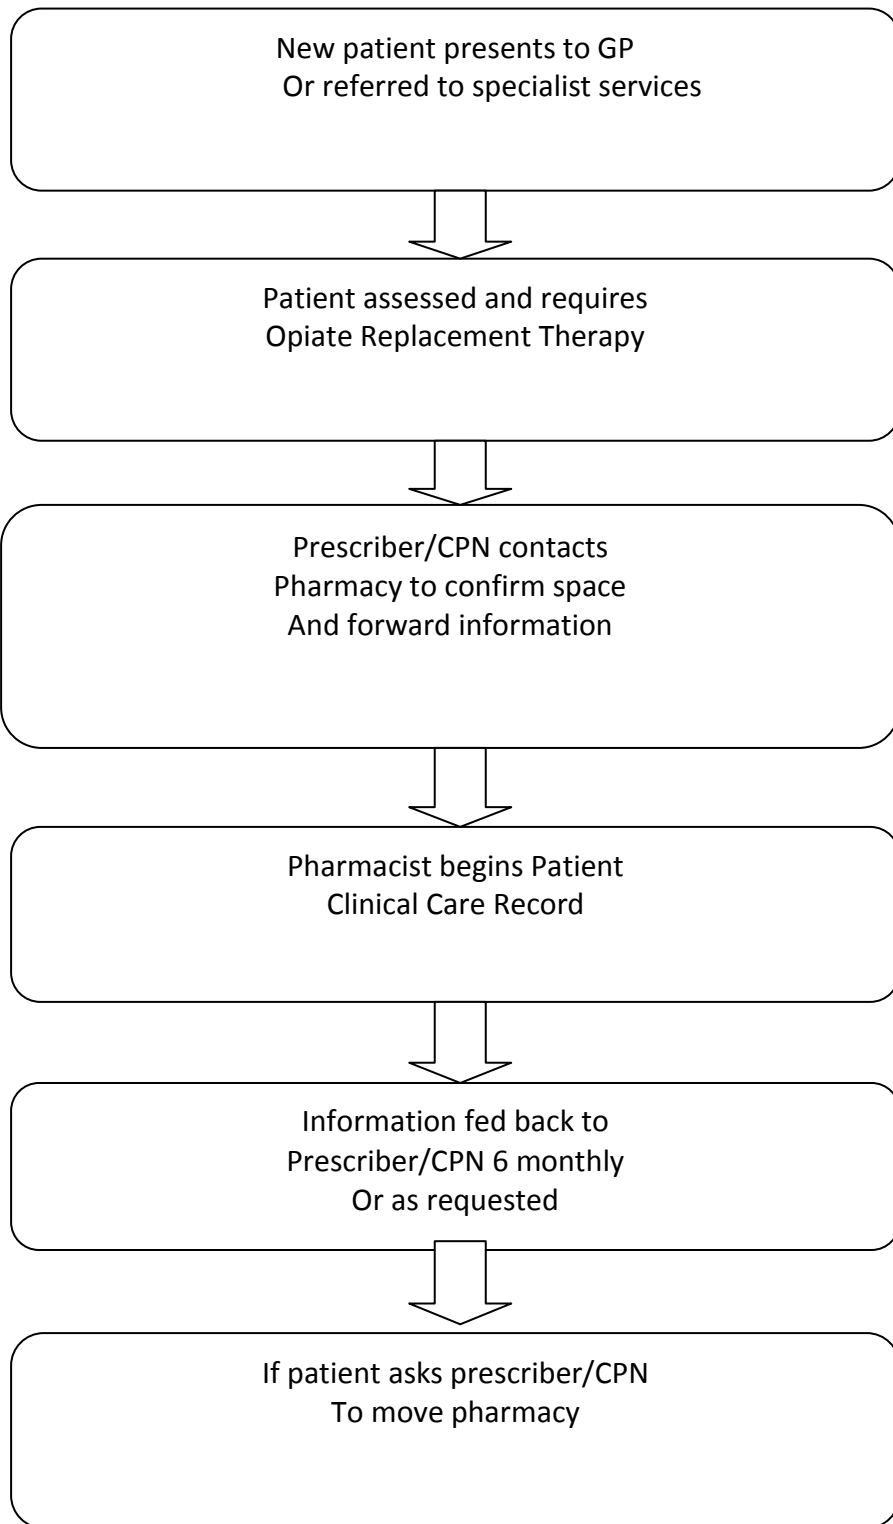 New patient presents to GP
Or referred to specialist services
Patient assessed and requires
Opiate Replacement Therapy
Prescriber/CPN contacts
Pharmacy to confirm space
And forward information
Pharmacist begins Patient
Clinical Care Record
Information fed back to
Prescriber/CPN 6 monthly
Or as requested
If patient asks prescriber/CPN
To move pharmacy